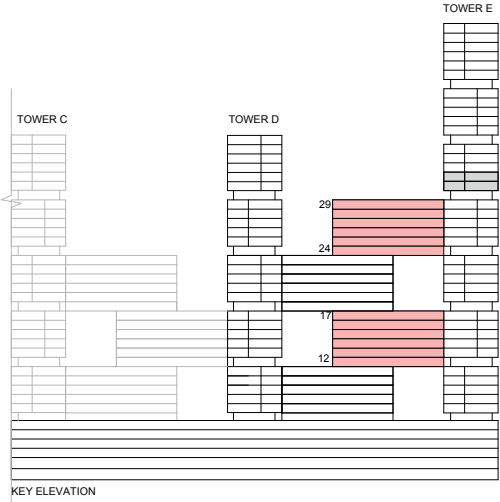 TOWER E
TOWER C
TOWER D
29
24
17
12
KEY ELEVATION